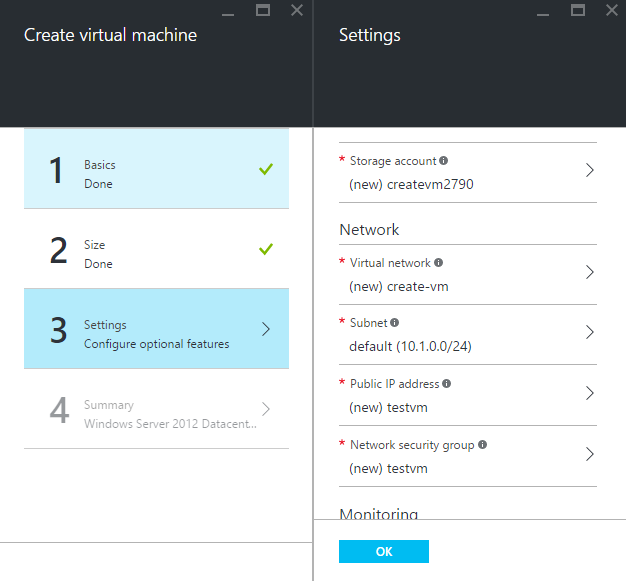 Create virtual machine
1
Basics
Done
2
Size
Done
3
Settings
Configure optional features
4
Summary
Windows Server 2012 Datacent...
Settings
* Storage account
(new) createvm2790
Network
* Virtual network
(new) create-vm
* Subnet
default (10.1.0.0/24)
* Public IP address
(new) testvm
* Network security group
(new) testvm
Monitoring
OK